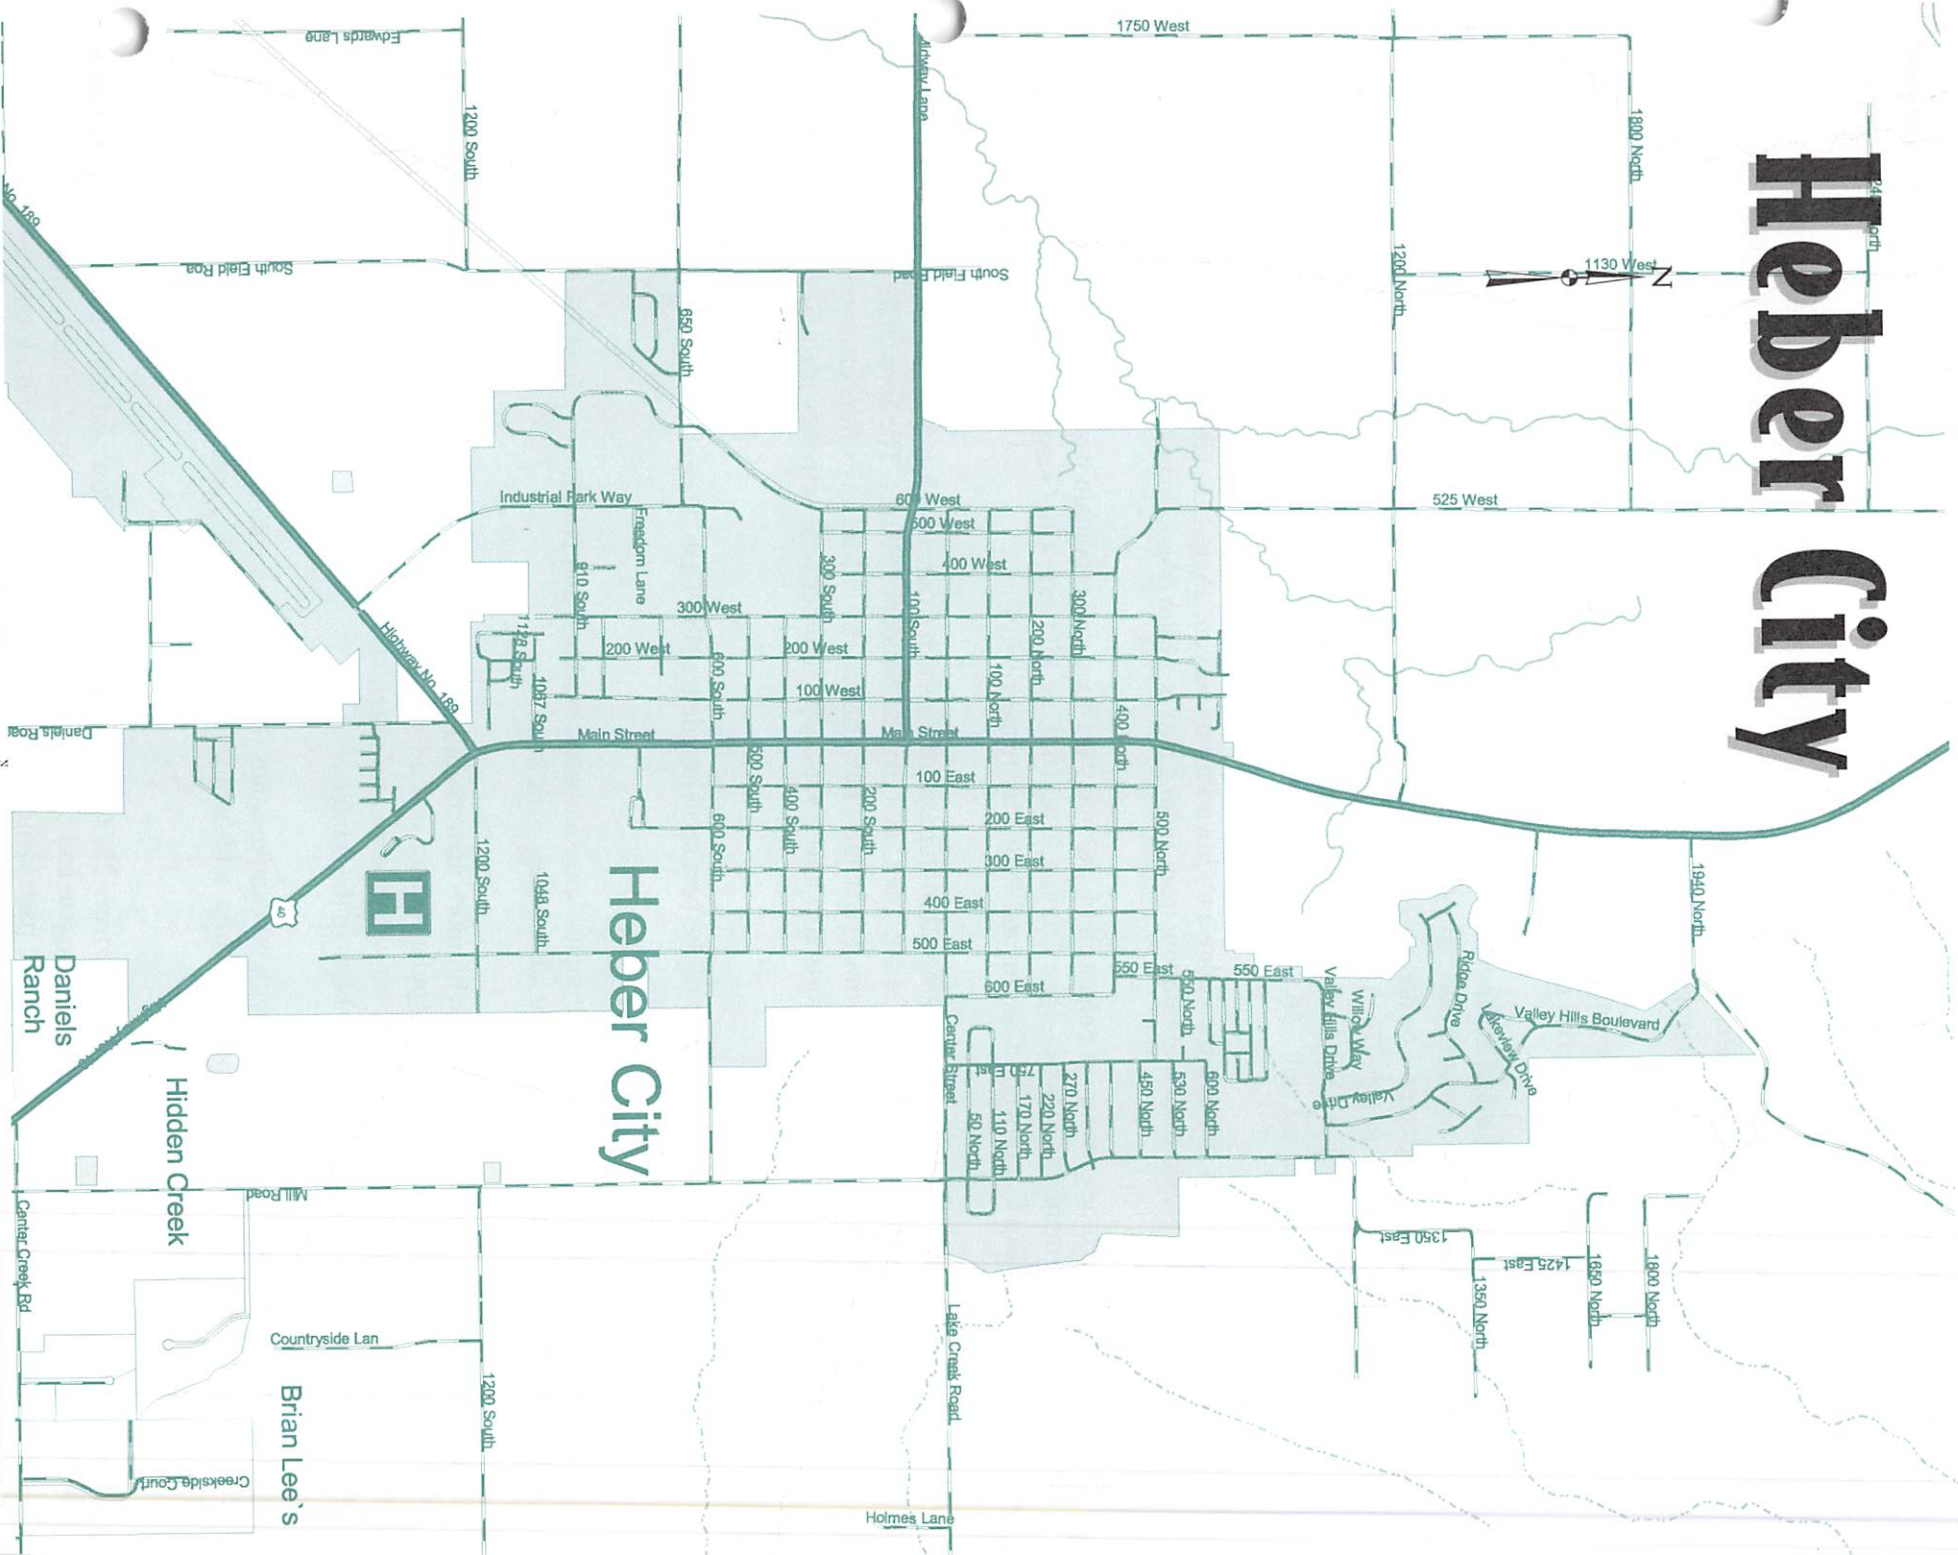 Heber City
1750 West
Edwards Lane
1200 South
1800 North
1130 West
N
1200 North
No. 189
South Field Roa
South Field Road
650 South
Industrial Park Way
600 West
525 West
500 West
Freedom Lane
400 West
910 South
300 South
100 South
300 North
300 West
200 West
200 West
200 North
1128 South
600 South
100 North
1067 South
100 West
Highway No. 189
400 North
Daniels Roa
Main Street
Main Street
500 South
100 East
400 South
200 South
200 East
500 North
600 South
1200 South
300 East
1940 North
1048 South
400 East
H
Heber City
40
500 East
550 East
550 East
550 North
600 East
Valley Hills Drive
Willow Way
Ridge Drive
Lakeview Drive
Valley Hills Boulevard
Daniels
Ranch
Center Street
750 East
270 North
450 North
530 North
600 North
Valley Drive
50 North
110 North
170 North
220 North
Hidden Creek
Mill Road
Center Creek Rd
1350 East
1425 East
1350 North
1650 North
1800 North
Countryside Lan
Lake Creek Road
1200 South
Brian Lee`s
Creekside Court
Holmes Lane